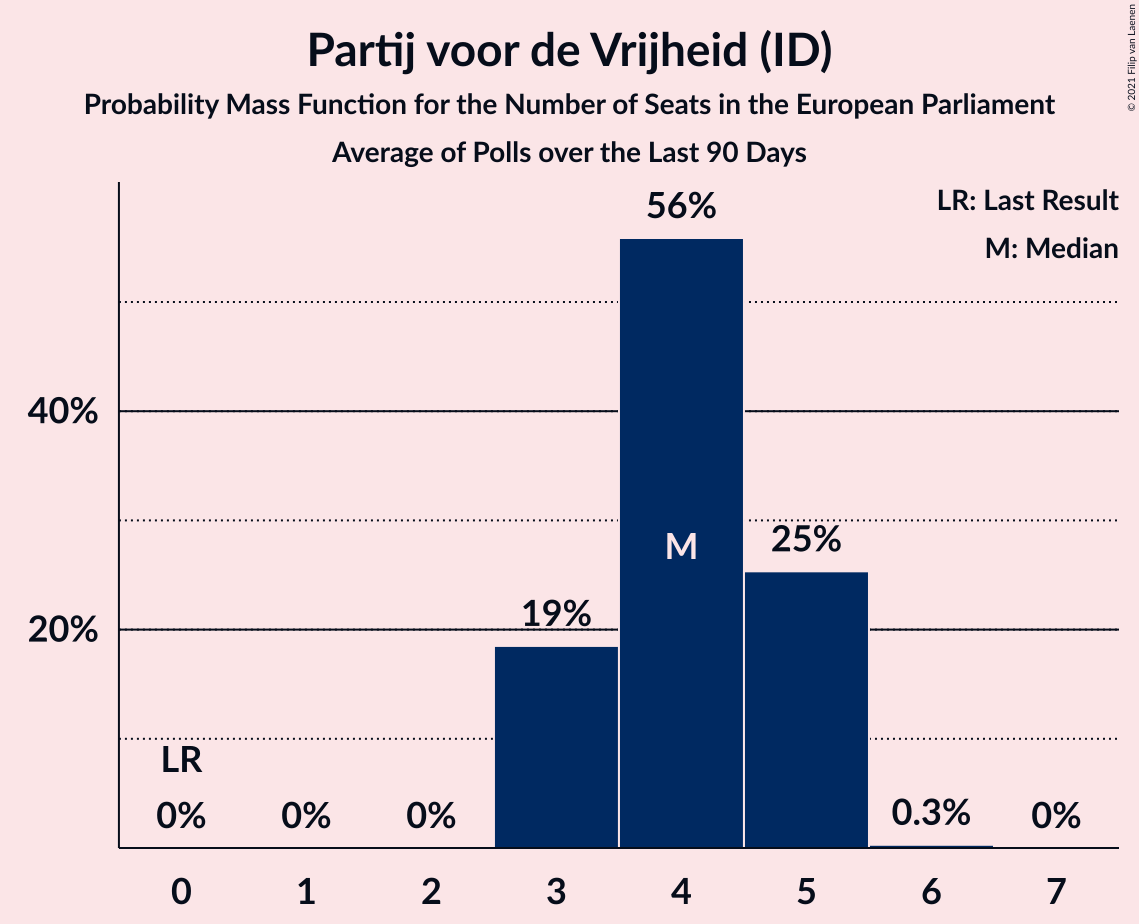 Partij voor de Vrijheid (ID)
Probability Mass Function for the Number of Seats in the European Parliament
Average of Polls over the Last 90 Days
© 2021 Filip van Laenen
LR: Last Result
M: Median
56%
40%
M
25%
19%
20%
LR
0%
0%
0%
0.3%
0%
0
1
2
3
4
5
6
7